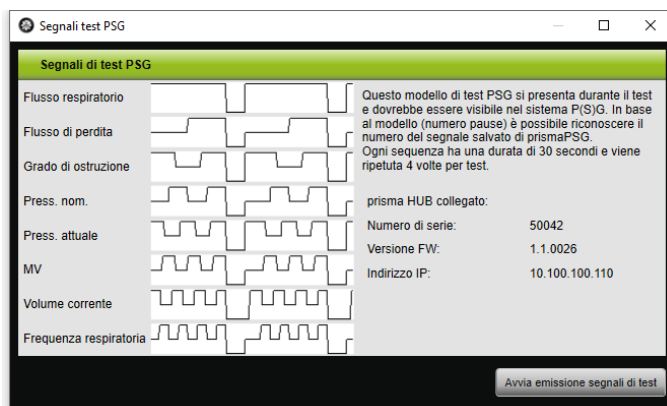 Segnali test PSG
Segnali di test PSG
Flusso respiratorio
Flusso di perdita
Grado di ostruzione
Press. nom.
Press. attuale
MV
Volume corrente
Frequenza respiratoria
Questo modello di test PSG si presenta durante il test
e dovrebbe essere visibile nel sistema P(S)G. In base
al modello (numero pause) è possibile riconoscere il
numero del segnale salvato di prismaPSG.
Ogni sequenza ha una durata di 30 secondi e viene
ripetuta 4 volte per test.
prisma HUB collegato:
Numero di serie: 50042
Versione FW: 1.1.0026
Indirizzo IP: 10.100.100.110
Avvia emissione segnali di test